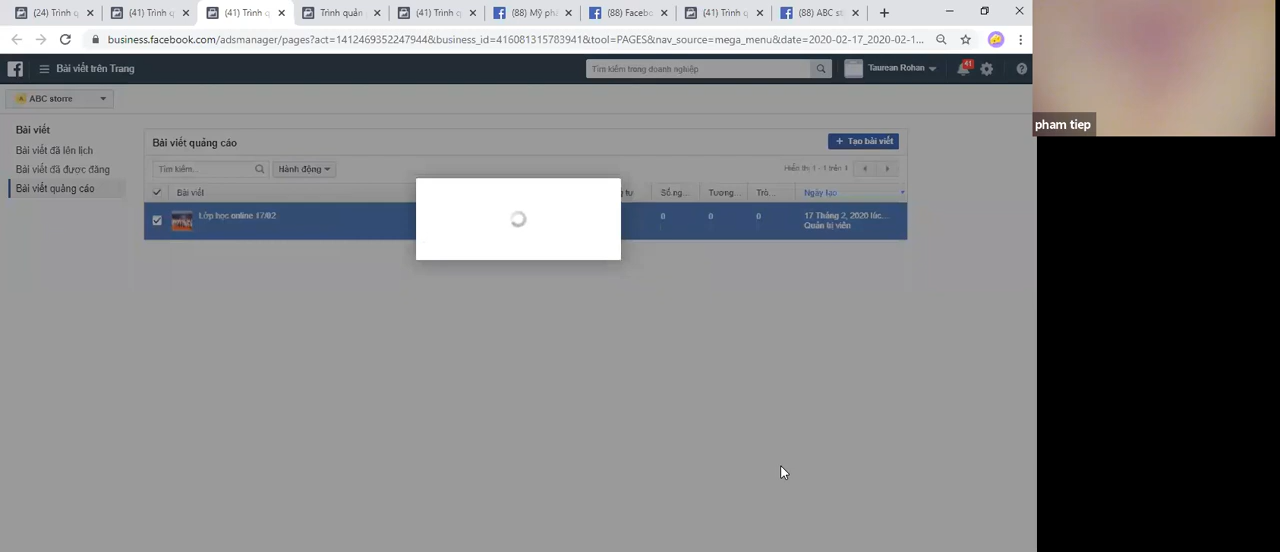 (24) Trình q
(41) Trình q
(41) Trình q
Trình quản
(41) Trình q
(88) Mỹ ph
(88) Faceb
(41) Trình q
(88) ABC st
business.facebook.com/adsmanager/pages?act=1412469352247944&business_id=416081315783941&tool=PAGES&nav_source=mega_menu&date=2020-02-17_2020-02-1...
Bài viết trên Trang
Tìm kiếm trong doanh nghiệp
Taurean Rohan
41
ABC storre
pham tiep
Bài viết
Bài viết đã lên lịch
Bài viết đã được đăng
Bài viết quảng cáo
Bài viết quảng cáo
+ Tạo bài viết
Tìm kiếm...
Hành động
Hiển thị 1 - 1 trên 1
Bài viết
Số ng...
Tương...
Trò...
Ngày tạo
Lớp học online 17/02
0
0
0
17 Tháng 2, 2020 lúc...
Quản trị viên